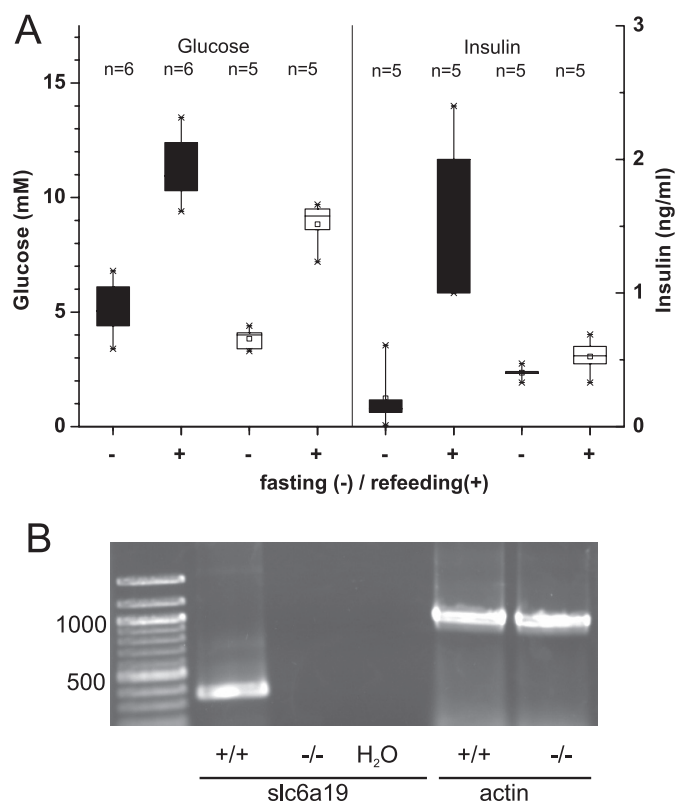 A
Glucose
Insulin
n=6 n=6 n=5 n=5 n=5 n=5 n=5 n=5
15
10
5
0
Glucose (mM)
3
2
1
0
Insulin (ng/ml)
- + - + - + - +
fasting (-) / refeeding(+)
B
1000
500
+/+ -/- H₂O +/+ -/-
slc6a19 actin